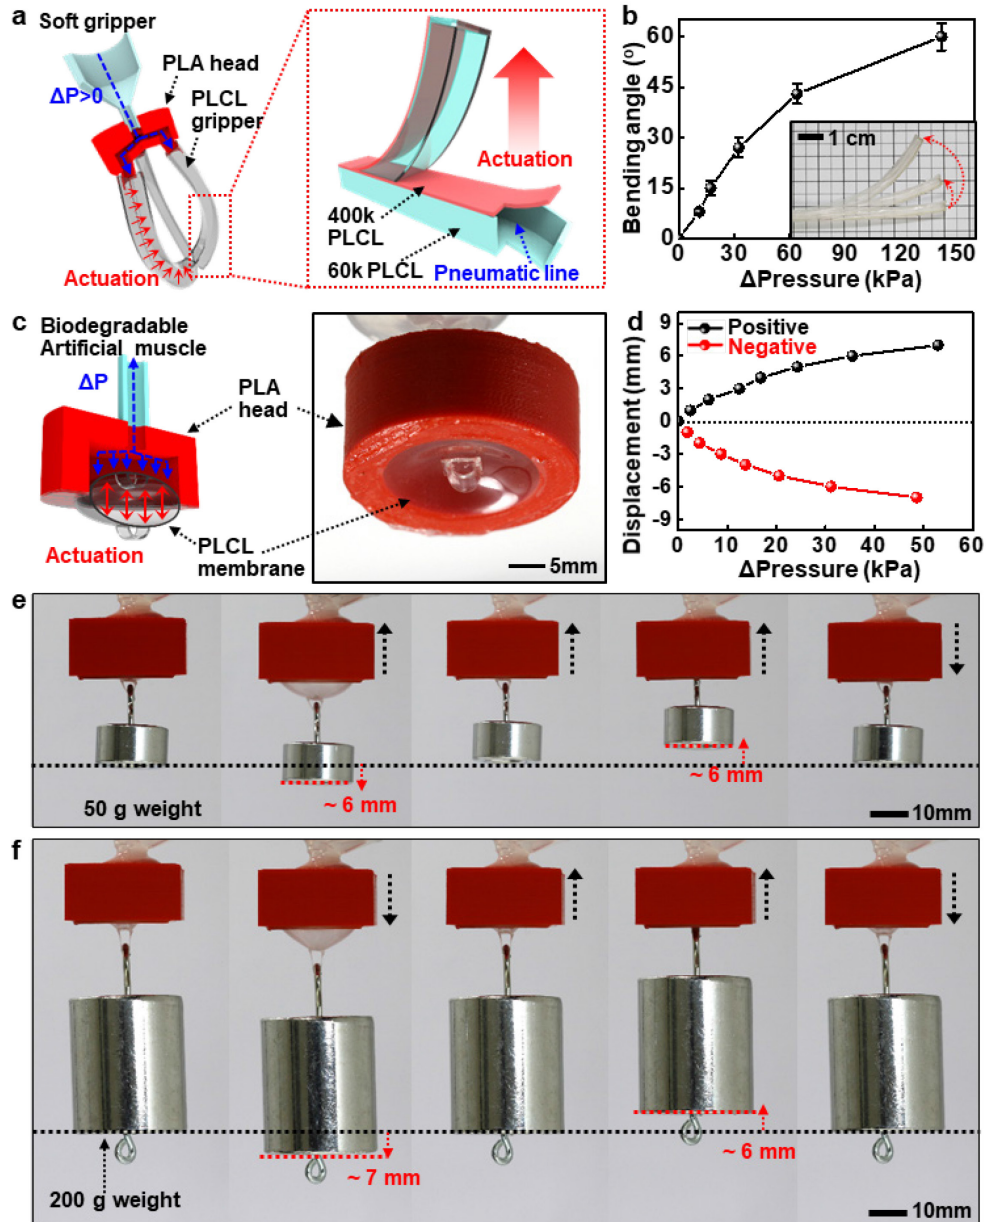 a
Soft gripper
ΔP>0
PLA head
PLCL
gripper
Actuation
Actuation
400k
PLCL
60k PLCL
Pneumatic line
b
Bending angle (o)
60
45
30
15
0
1 cm
0 30 60 90 120 150
ΔPressure (kPa)
c
Biodegradable
Artificial muscle
ΔP
PLA
head
Actuation
PLCL
membrane
5mm
d
Positive
Negative
Displacement (mm)
9
6
3
0
-3
-6
-9
0 10 20 30 40 50 60
ΔPressure (kPa)
e
~ 6 mm
~ 6 mm
50 g weight
10mm
f
~ 7 mm
~ 6 mm
200 g weight
10mm